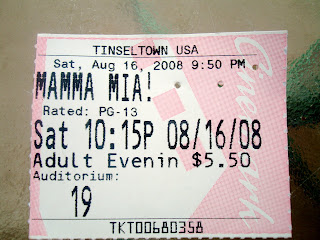 TINSELTOWN USA
Sat, Aug 16, 2008 9:50 PM
MAMMA MIA!
Rated: PG-13
Sat 10:15P 08/16/08
Adult Evenin $5.50
Auditorium:
19
TKT00680358
Cinemark